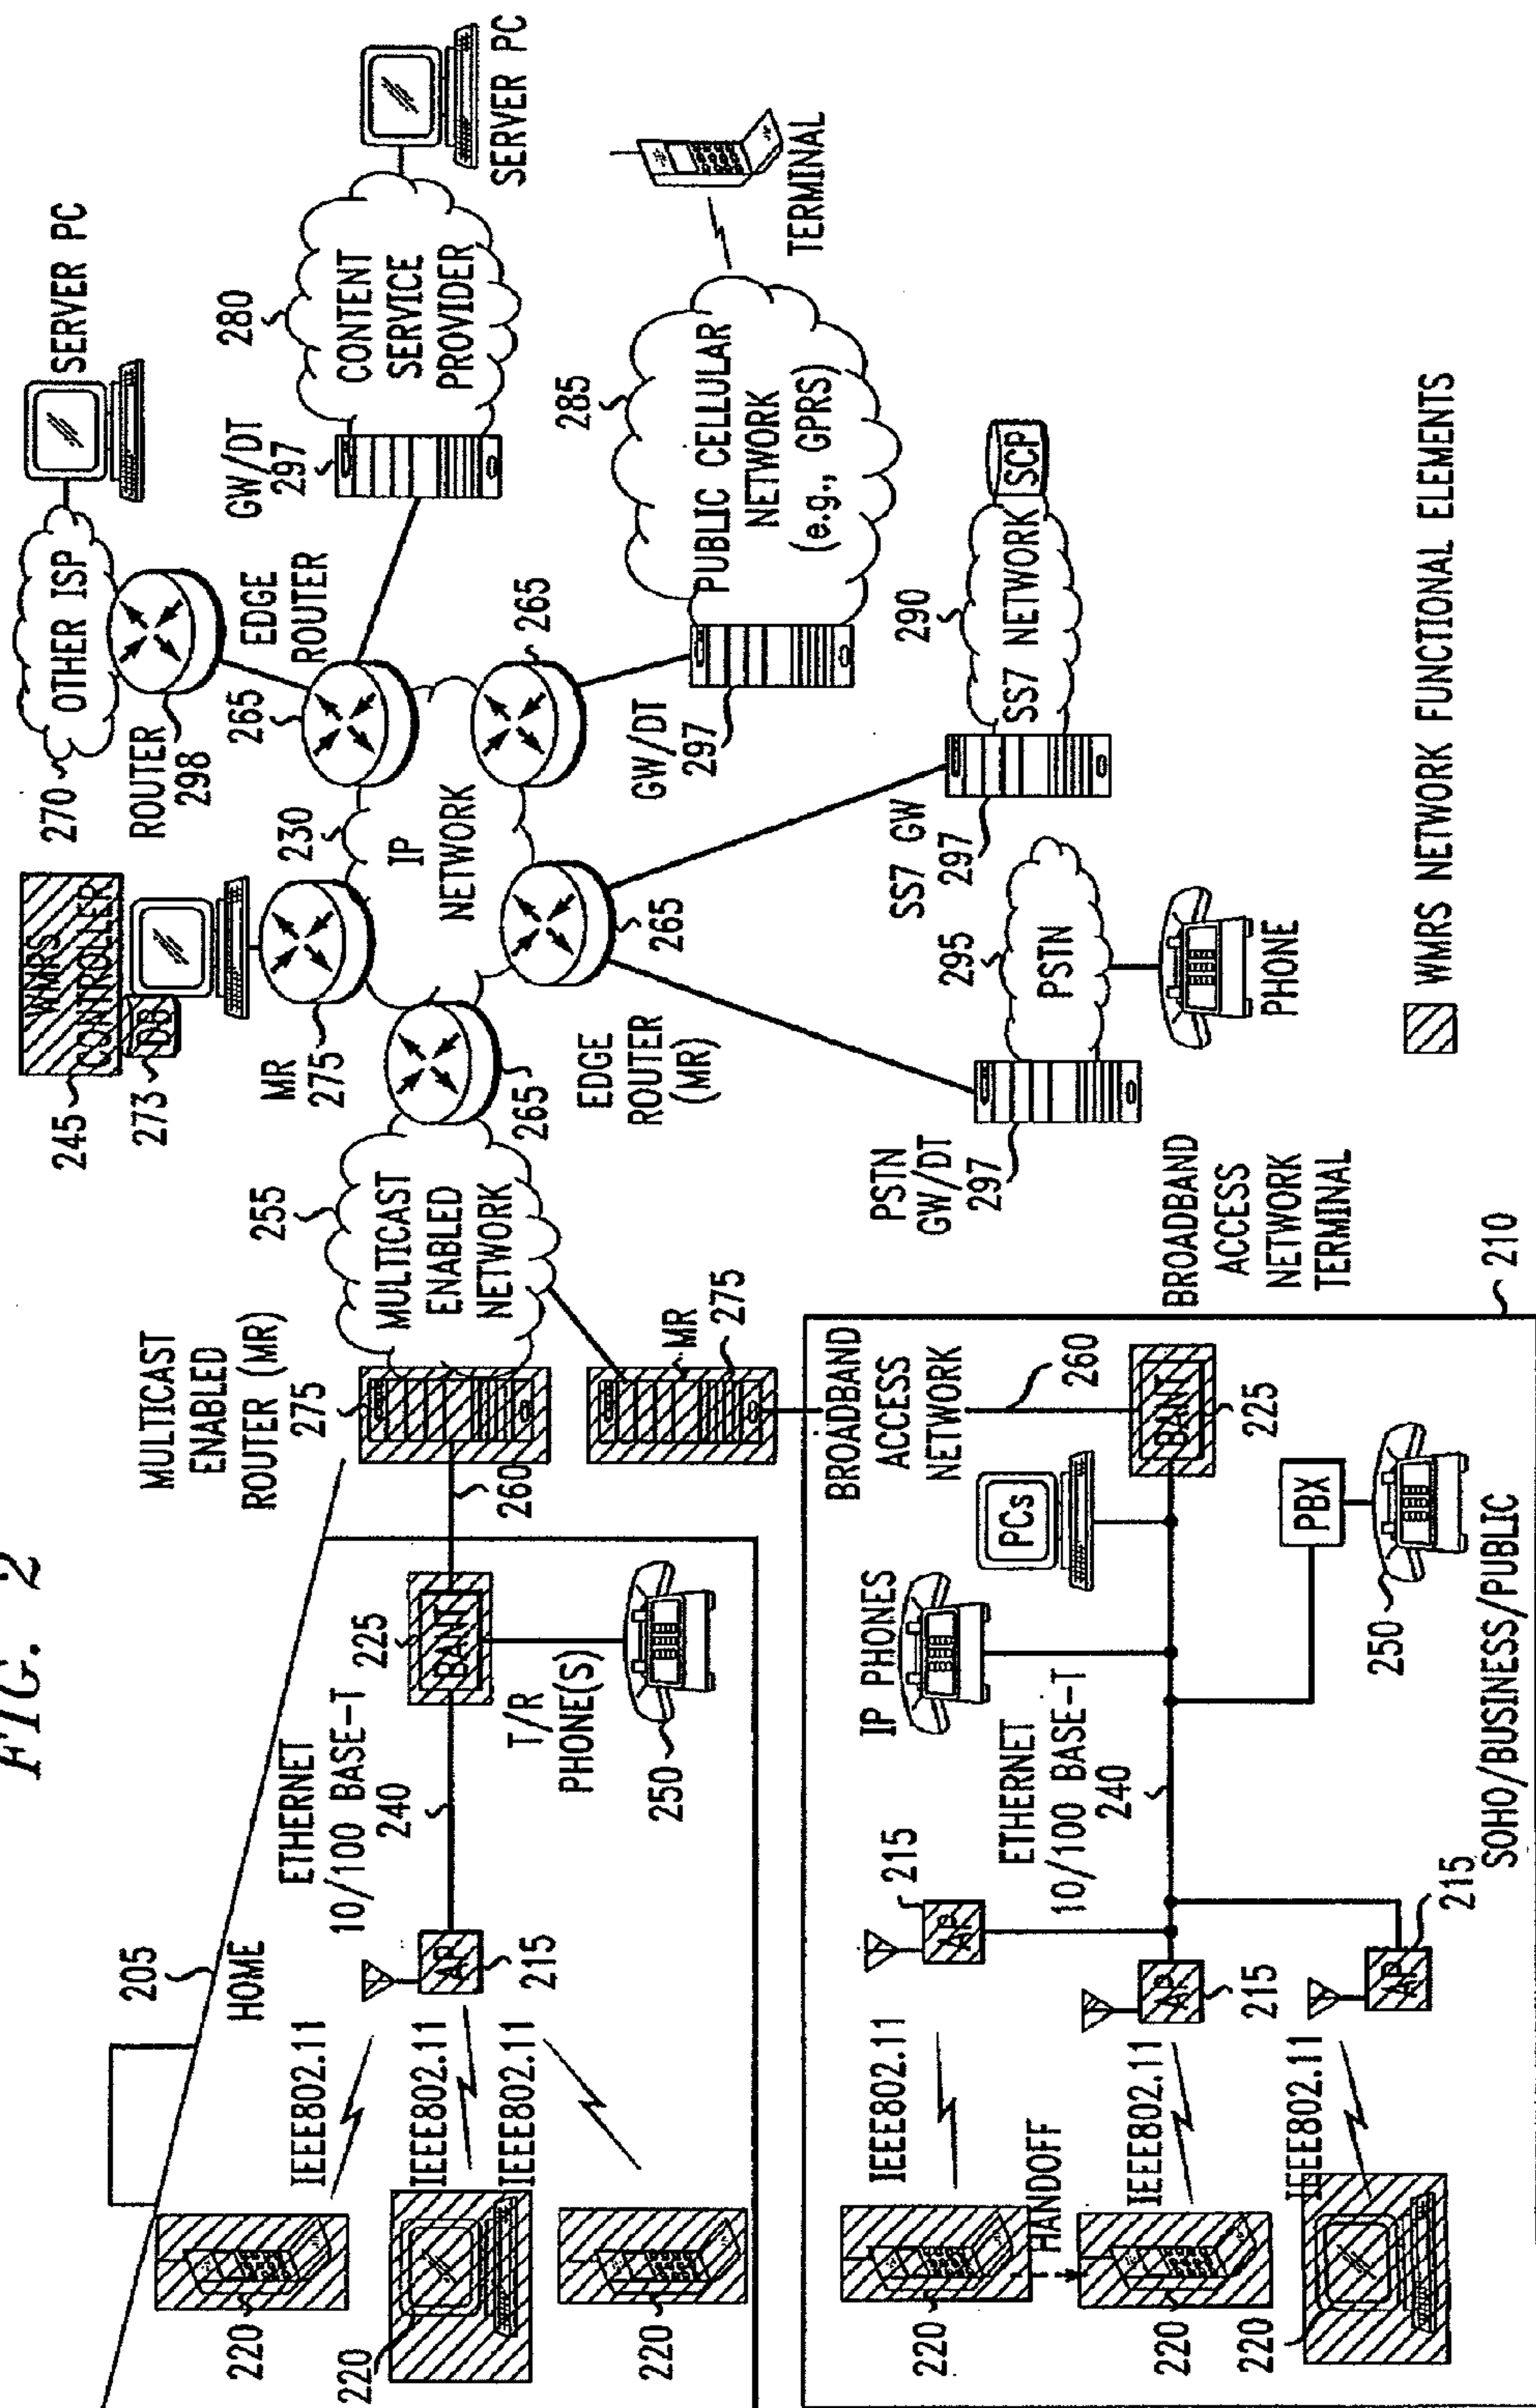 FIG. 2
205
HOME
IEEE802.11
IEEE802.11
IEEE802.11
220
220
220
AP
215
ETHERNET
10/100 BASE-T
240
225
BANT
T/R
PHONE(S)
250
260
MULTICAST
ENABLED
ROUTER (MR)
275
MR
275
255
MULTICAST
ENABLED
NETWORK
265
245
WMRS
CONTROLLER
DB
273
MR
275
230
IP
NETWORK
265
EDGE
ROUTER
(MR)
265
EDGE
ROUTER
265
270
OTHER ISP
ROUTER
298
SERVER PC
GW/DT
297
280
CONTENT
SERVICE
PROVIDER
SERVER PC
GW/DT
297
285
PUBLIC CELLULAR
NETWORK
(e.g., GPRS)
TERMINAL
SS7 GW
297
290
SS7 NETWORK
SCP
PSTN
GW/DT
297
295
PSTN
PHONE
BROADBAND
ACCESS
NETWORK
TERMINAL
210
BROADBAND
ACCESS
NETWORK
260
BANT
225
PCs
IP PHONES
PBX
250
ETHERNET
10/100 BASE-T
240
215
AP
AP
215
AP
215
IEEE802.11
HANDOFF
IEEE802.11
IEEE802.11
220
220
220
SOHO/BUSINESS/PUBLIC
WMRS NETWORK FUNCTIONAL ELEMENTS